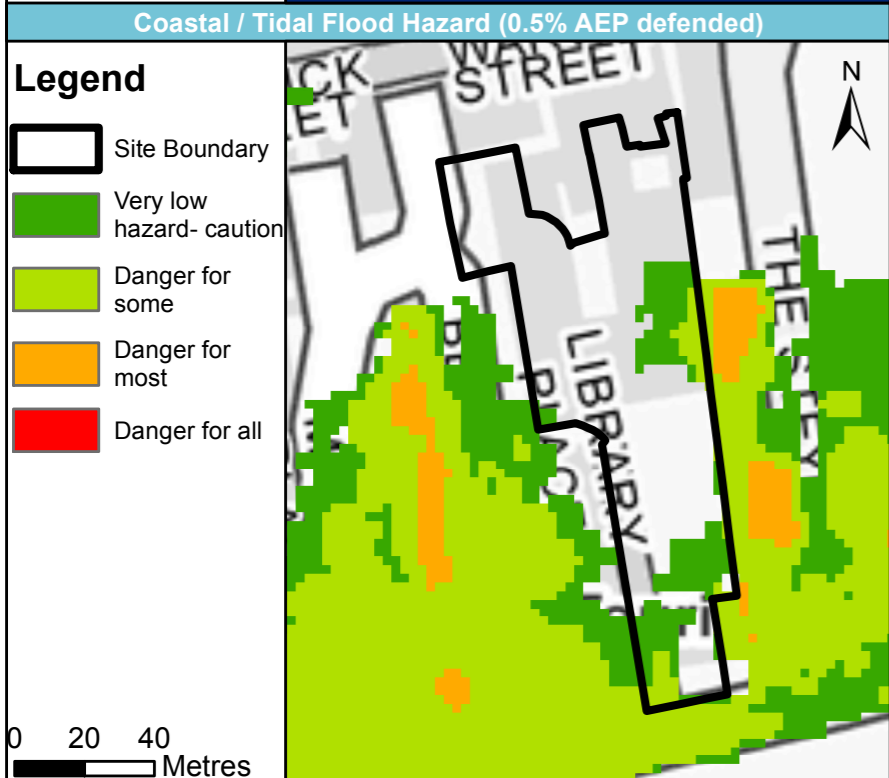 Coastal / Tidal Flood Hazard (0.5% AEP defended)
Legend
Site Boundary
Very low
hazard- caution
Danger for
some
Danger for
most
Danger for all
0 20 40
Metres
N
STREET
THE
LIBRARY